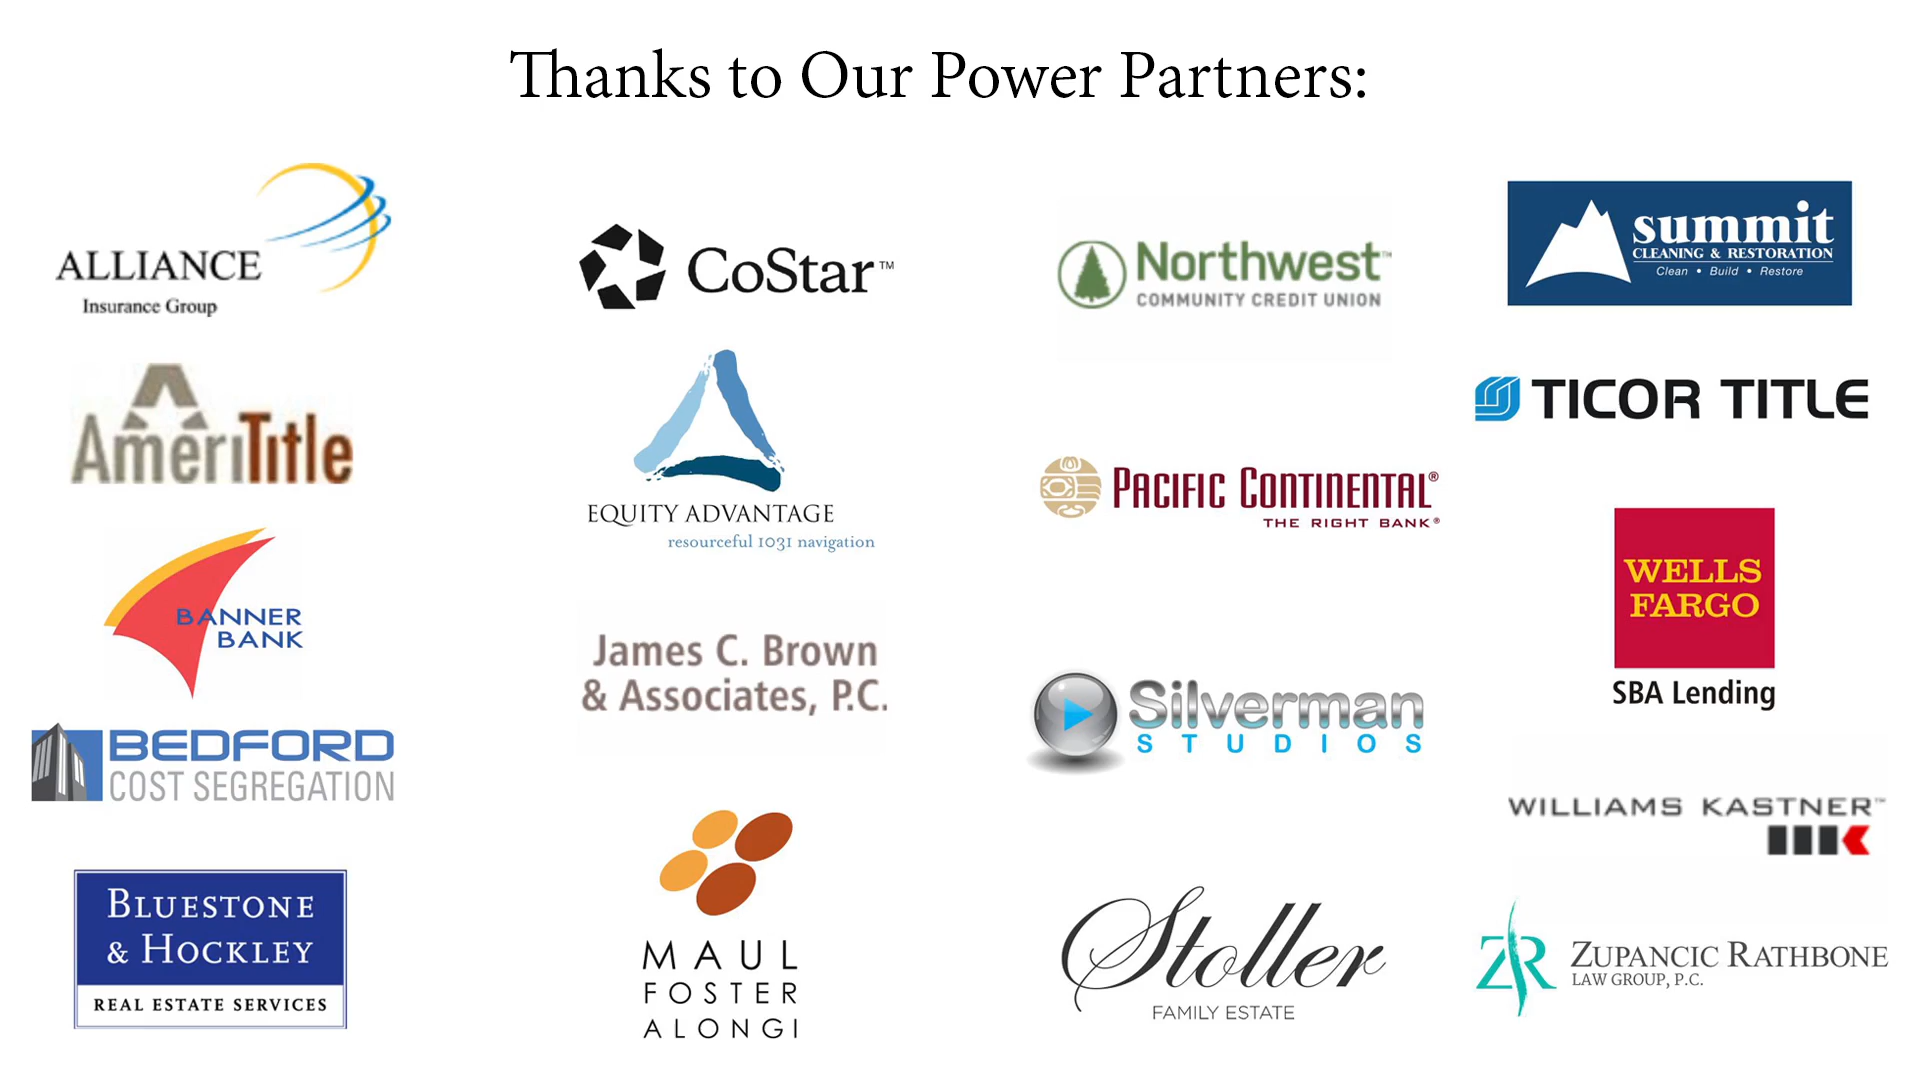 Thanks to Our Power Partners:
ALLIANCE
Insurance Group
AmeriTitle
BANNER
BANK
BEDFORD
COST SEGREGATION
BLUESTONE
& HOCKLEY
REAL ESTATE SERVICES
CoStar™
EQUITY ADVANTAGE
resourceful 1031 navigation
James C. Brown
& Associates, P.C.
MAUL
FOSTER
ALONGI
Northwest™
COMMUNITY CREDIT UNION
PACIFIC CONTINENTAL®
THE RIGHT BANK®
Silverman
STUDIOS
Stoller
FAMILY ESTATE
summit
CLEANING & RESTORATION
Clean • Build • Restore
TICOR TITLE
WELLS
FARGO
SBA Lending
WILLIAMS KASTNER™
ZR
ZUPANCIC RATHBONE
LAW GROUP, P.C.